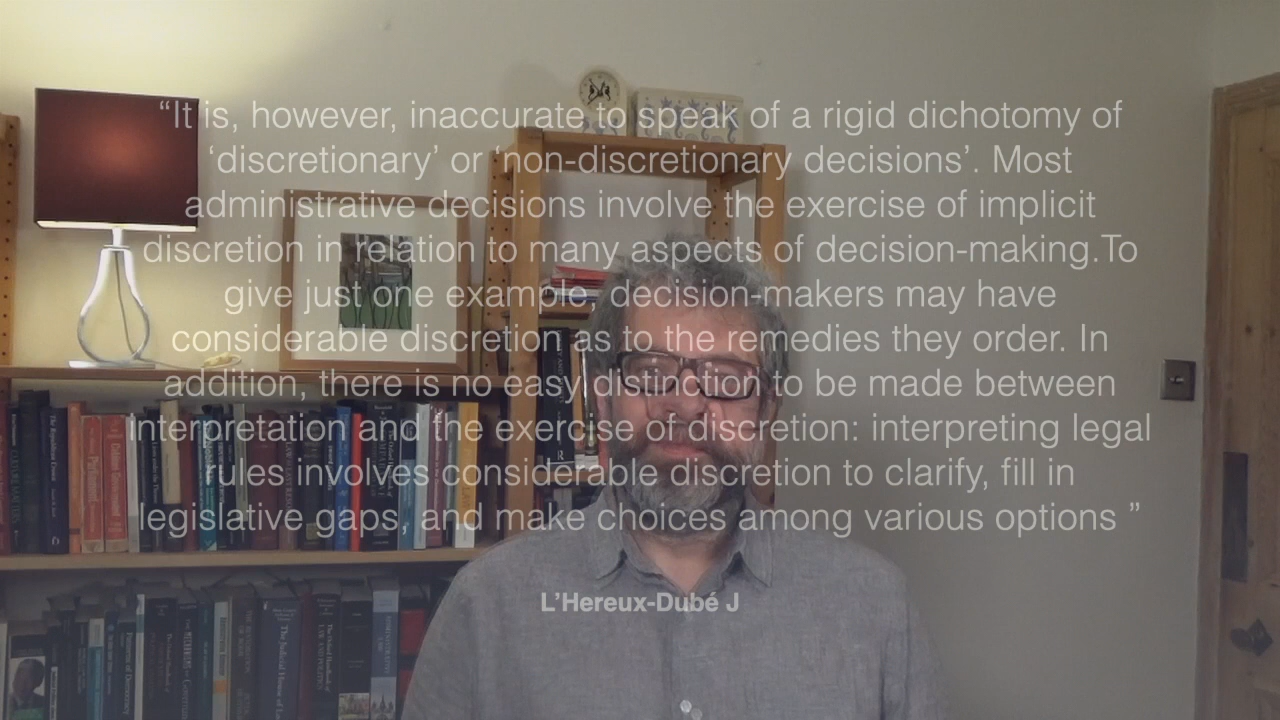 “It is, however, inaccurate to speak of a rigid dichotomy of
‘discretionary’ or ‘non-discretionary decisions’. Most
administrative decisions involve the exercise of implicit
discretion in relation to many aspects of decision-making.To
give just one example, decision-makers may have
considerable discretion as to the remedies they order. In
addition, there is no easy distinction to be made between
interpretation and the exercise of discretion: interpreting legal
rules involves considerable discretion to clarify, fill in
legislative gaps, and make choices among various options ”
L’Hereux-Dubé J